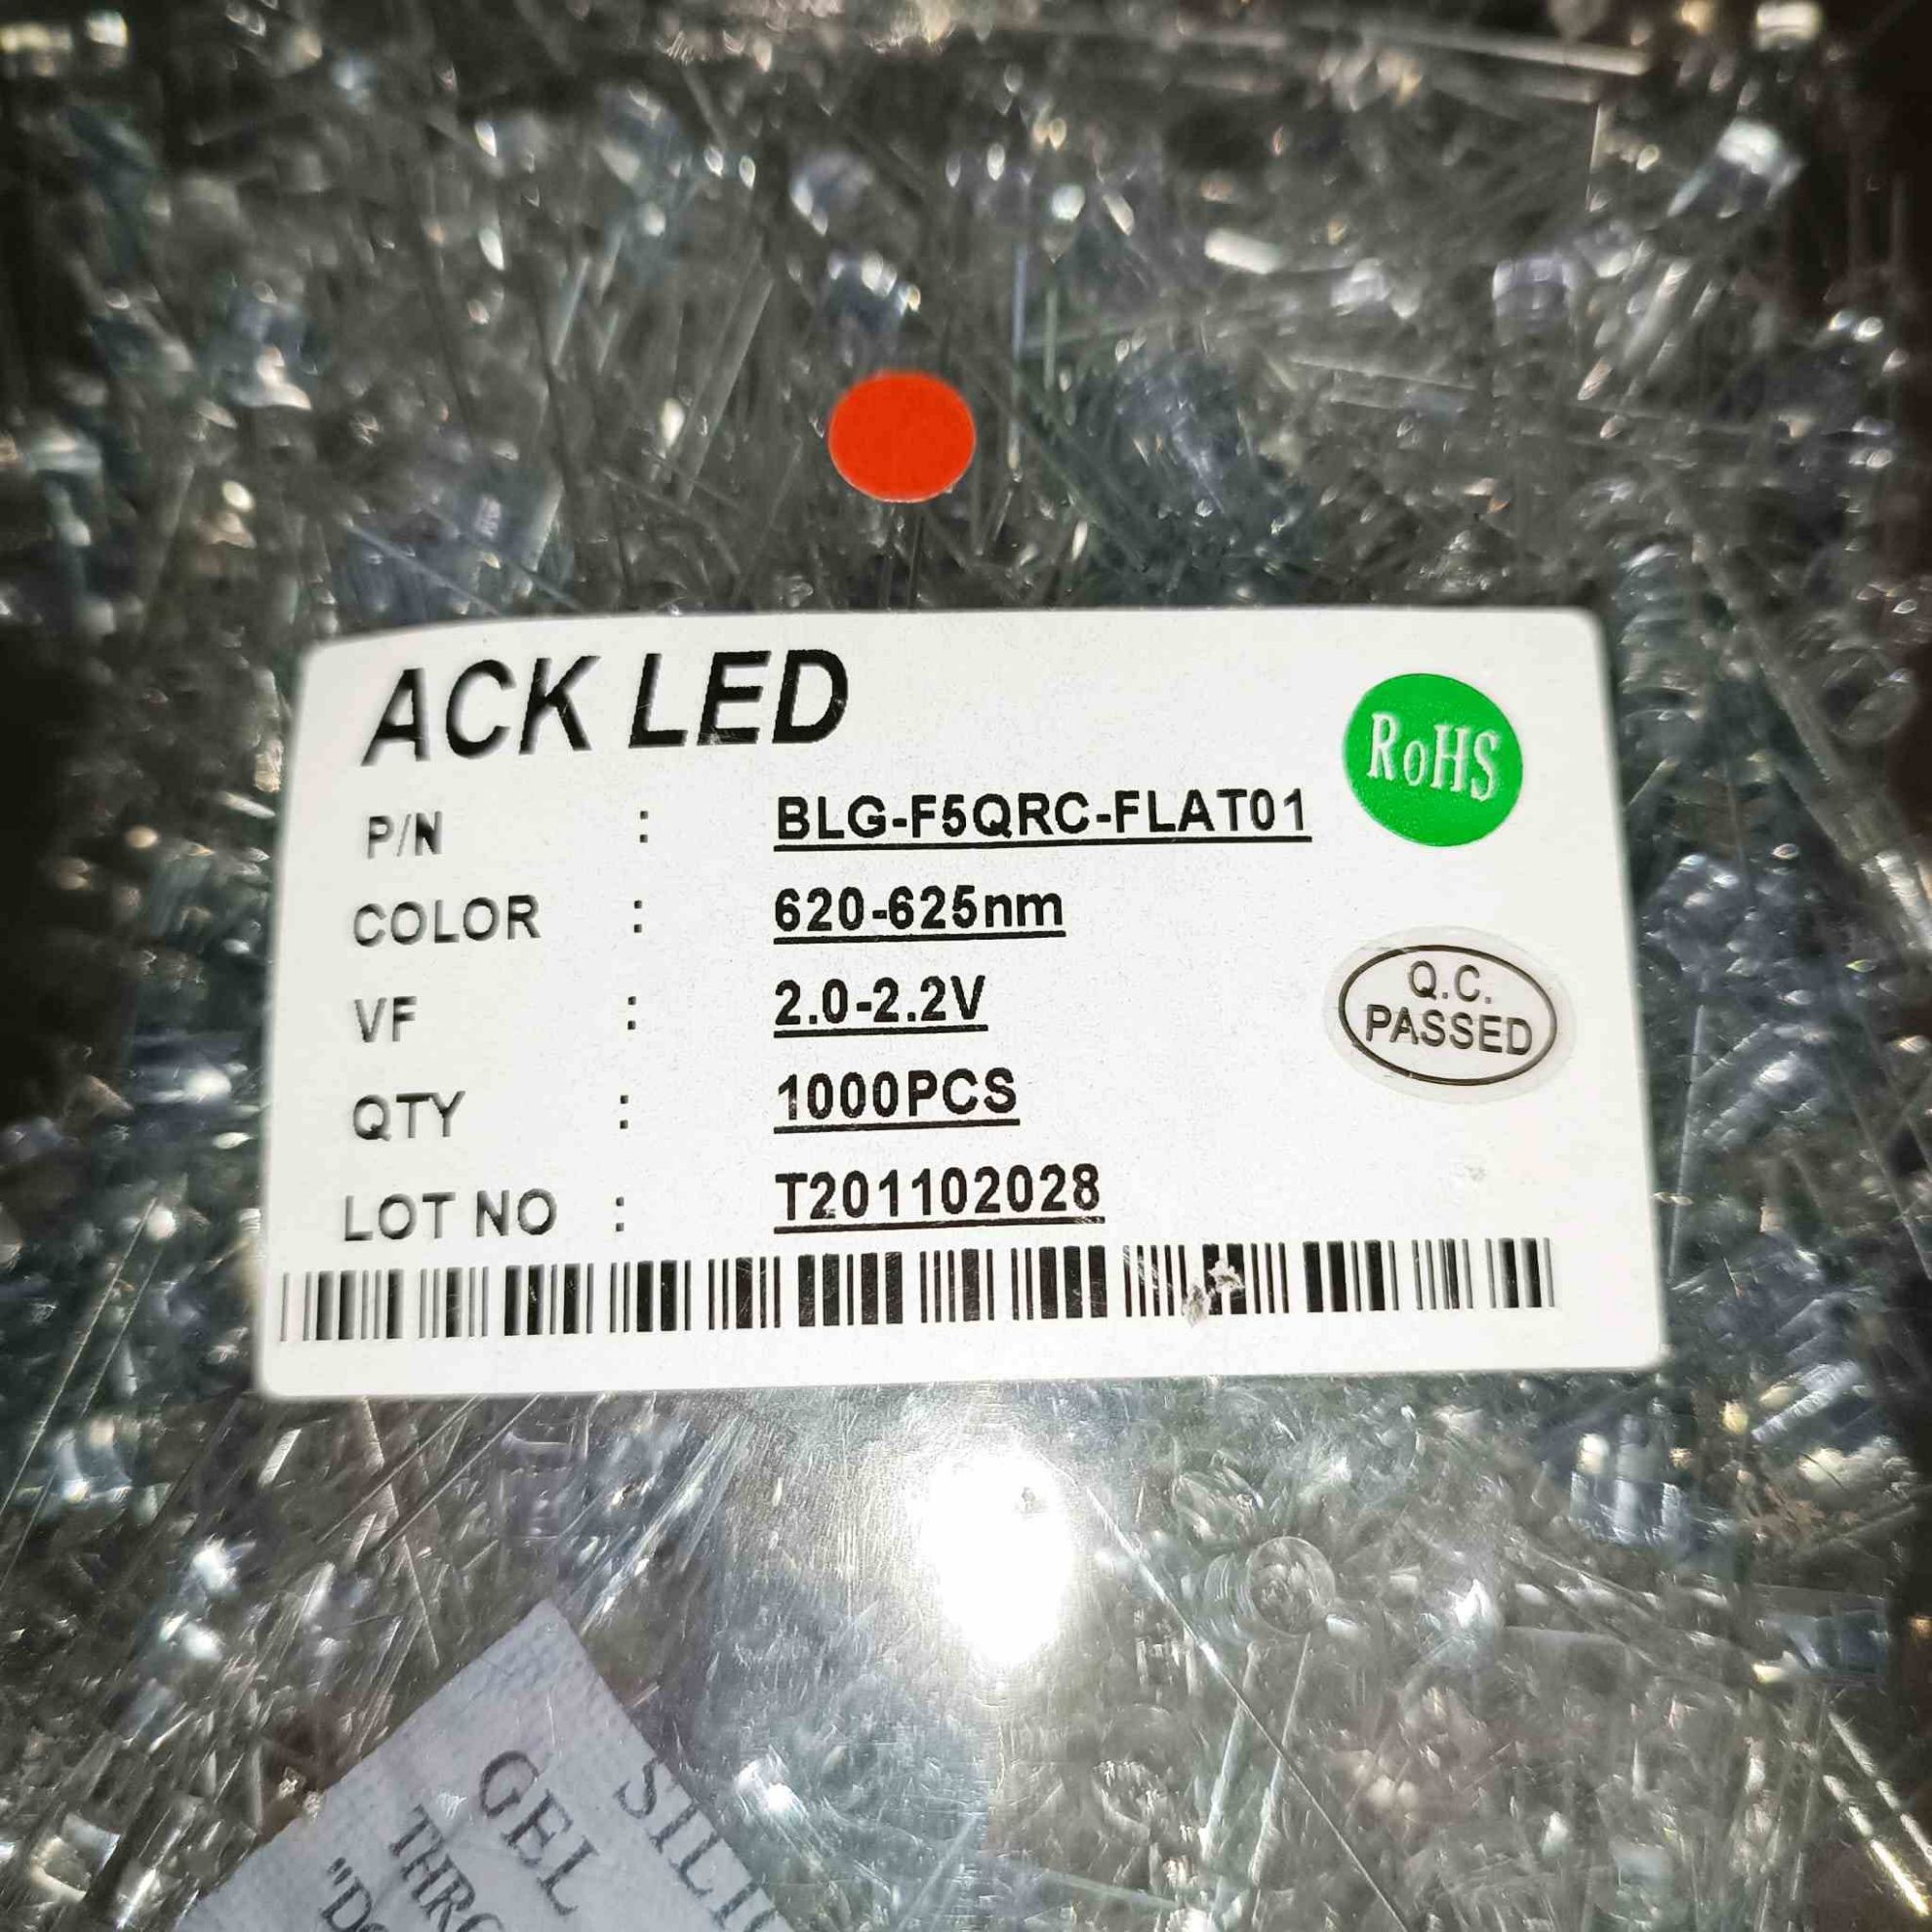 ACK LED
RoHS
P/N : BLG-F5QRC-FLAT01
COLOR : 620-625nm
VF : 2.0-2.2V
Q.C.
PASSED
QTY : 1000PCS
LOT NO : T201102028
GEL